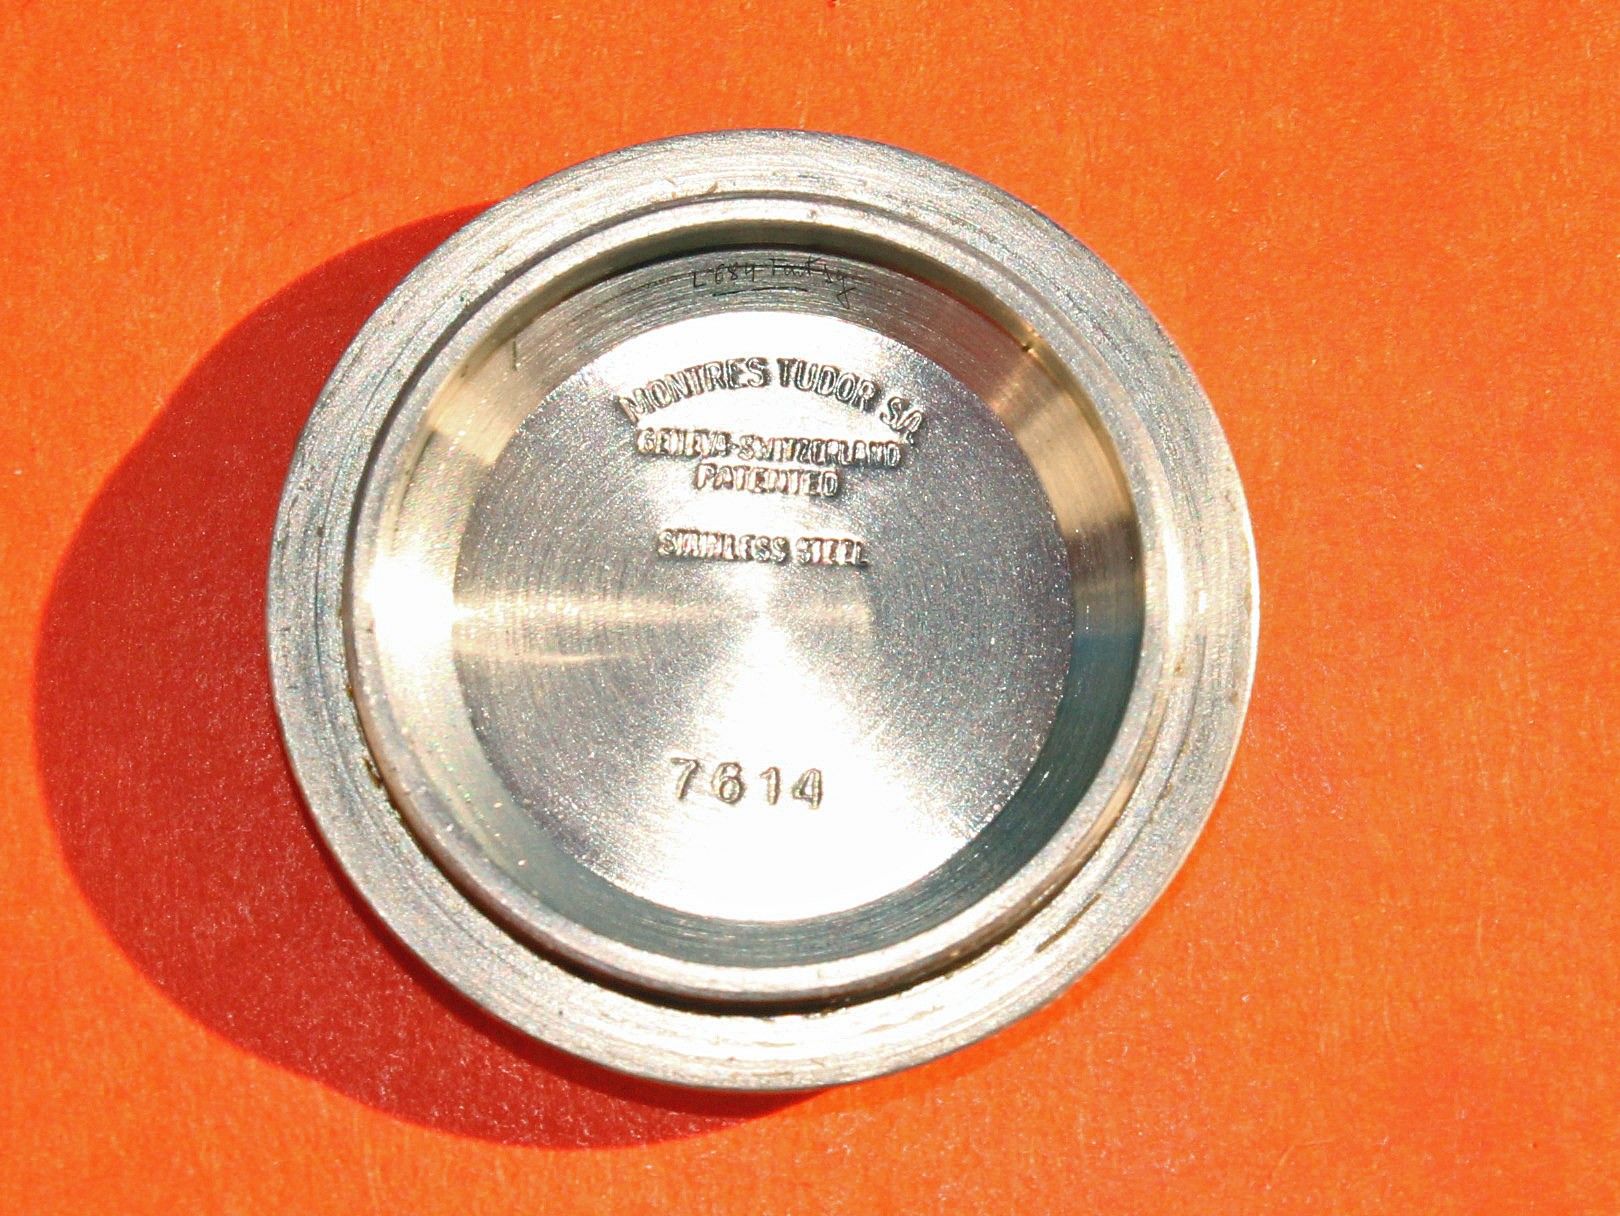 MONTRES TUDOR SA
GENEVA-SWITZERLAND
PATENTED
STAINLESS STEEL
7614